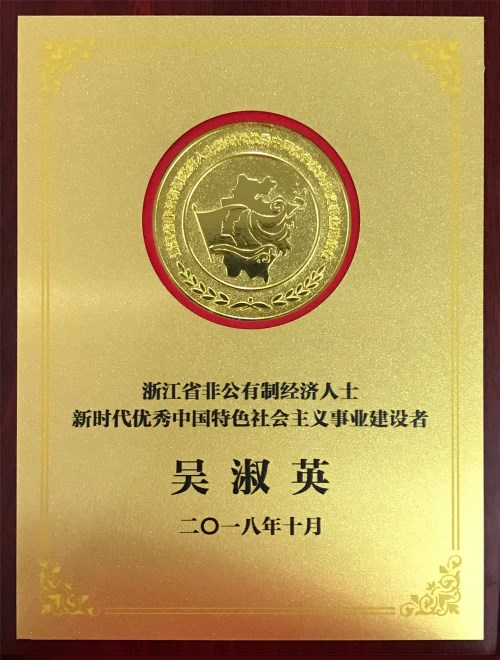 浙江省非公有制经济人士
新时代优秀中国特色社会主义事业建设者
吴淑英
二〇一八年十月